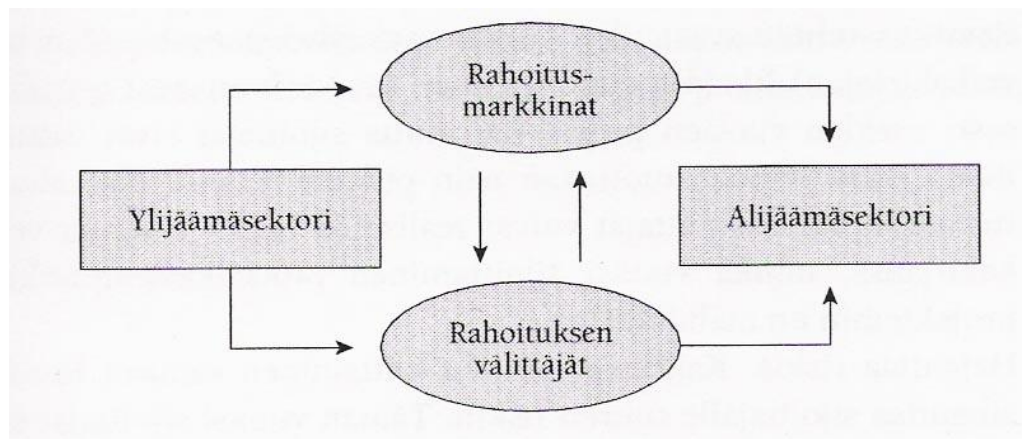 Rahoitus-
markkinat
Ylijäämäsektori
Alijäämäsektori
Rahoituksen
välittäjät